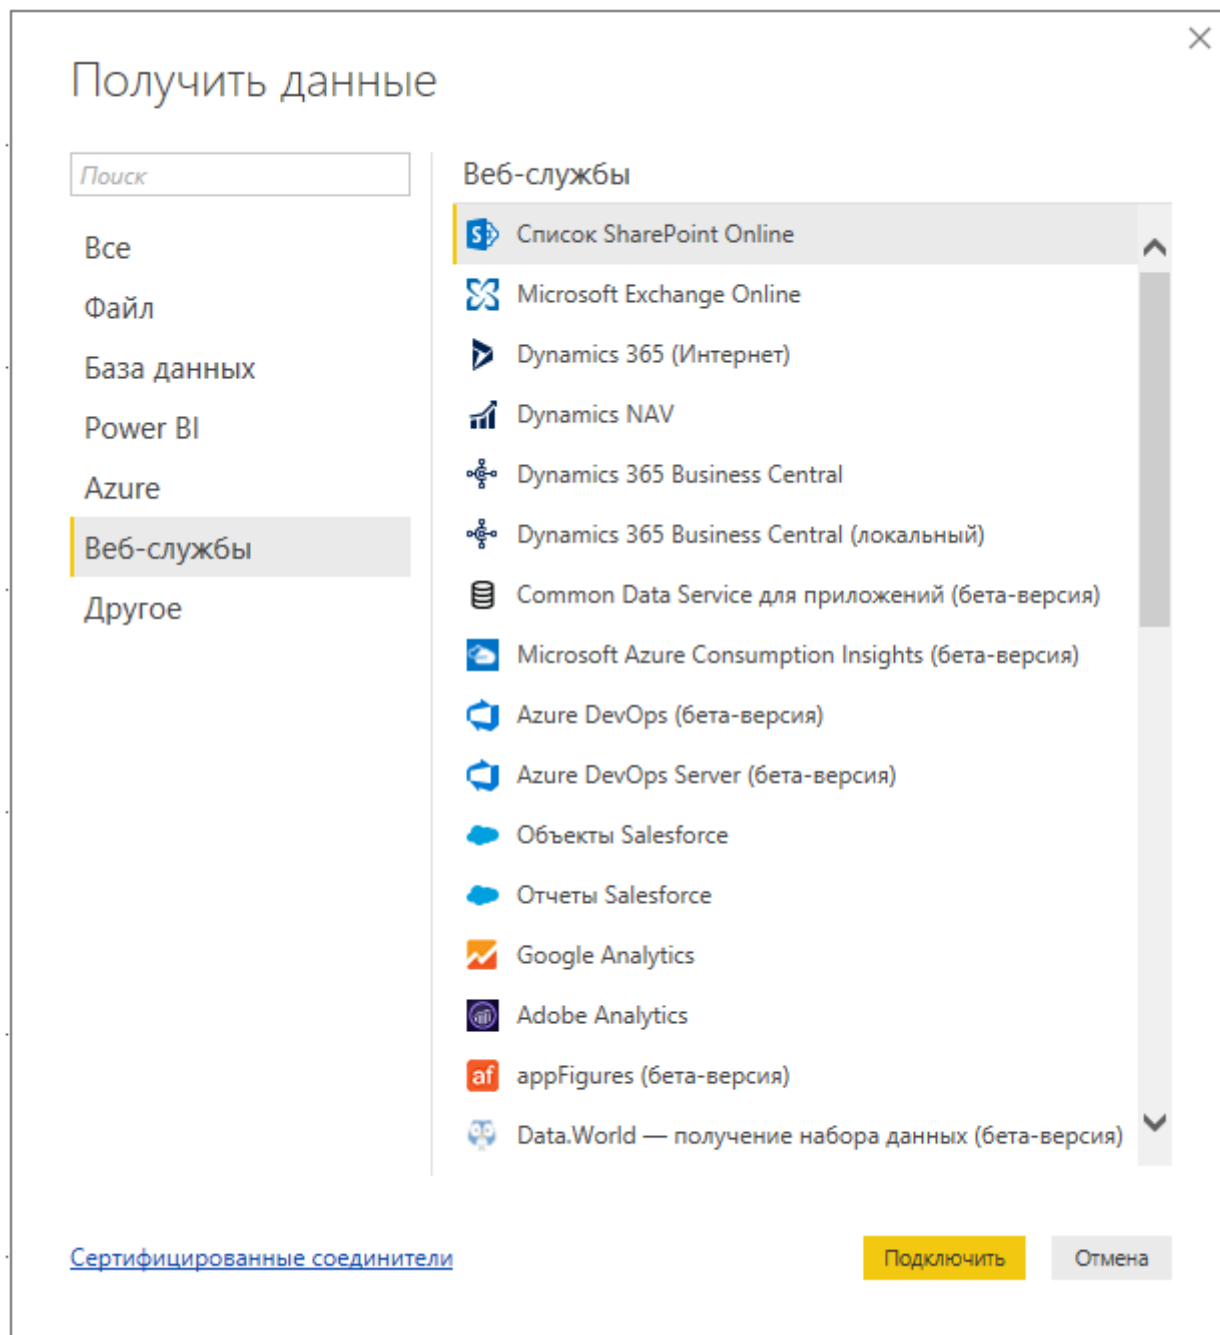 Получить данные
Поиск
Все
Файл
База данных
Power BI
Azure
Веб-службы
Другое
Веб-службы
Список SharePoint Online
Microsoft Exchange Online
Dynamics 365 (Интернет)
Dynamics NAV
Dynamics 365 Business Central
Dynamics 365 Business Central (локальный)
Common Data Service для приложений (бета-версия)
Microsoft Azure Consumption Insights (бета-версия)
Azure DevOps (бета-версия)
Azure DevOps Server (бета-версия)
Объекты Salesforce
Отчеты Salesforce
Google Analytics
Adobe Analytics
af appFigures (бета-версия)
Data.World — получение набора данных (бета-версия)
Сертифицированные соединители
Подключить
Отмена